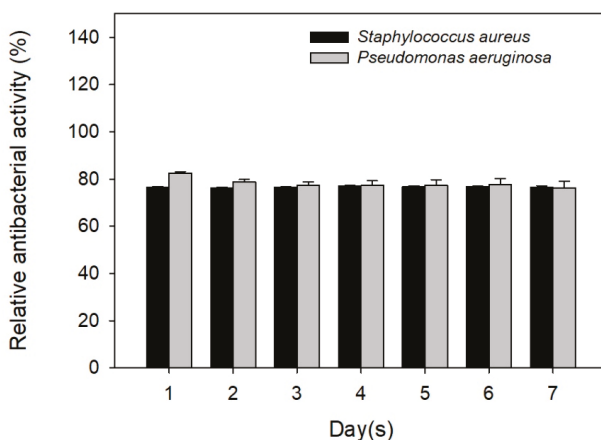 Relative antibacterial activity (%)
140
120
100
80
60
40
20
0
Staphylococcus aureus
Pseudomonas aeruginosa
1 2 3 4 5 6 7
Day(s)